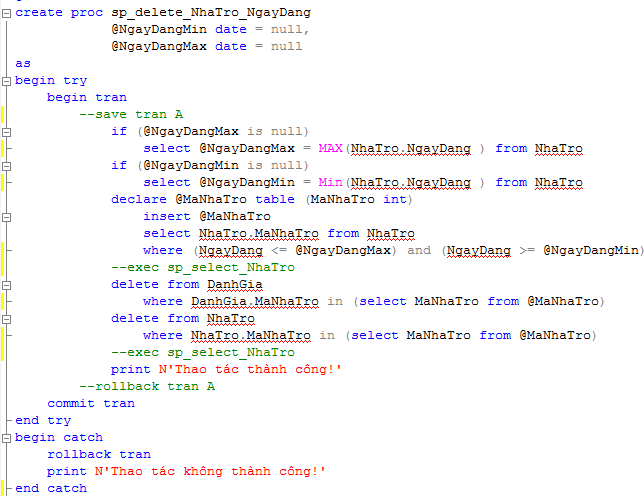 create proc sp_delete_NhaTro_NgayDang
@NgayDangMin date = null,
@NgayDangMax date = null
as
begin try
begin tran
--save tran A
if (@NgayDangMax is null)
select @NgayDangMax = MAX(NhaTro.NgayDang ) from NhaTro
if (@NgayDangMin is null)
select @NgayDangMin = Min(NhaTro.NgayDang ) from NhaTro
declare @MaNhaTro table (MaNhaTro int)
insert @MaNhaTro
select NhaTro.MaNhaTro from NhaTro
where (NgayDang <= @NgayDangMax) and (NgayDang >= @NgayDangMin)
--exec sp_select_NhaTro
delete from DanhGia
where DanhGia.MaNhaTro in (select MaNhaTro from @MaNhaTro)
delete from NhaTro
where NhaTro.MaNhaTro in (select MaNhaTro from @MaNhaTro)
--exec sp_select_NhaTro
print N'Thao tác thành công!'
--rollback tran A
commit tran
end try
begin catch
rollback tran
print N'Thao tác không thành công!'
end catch